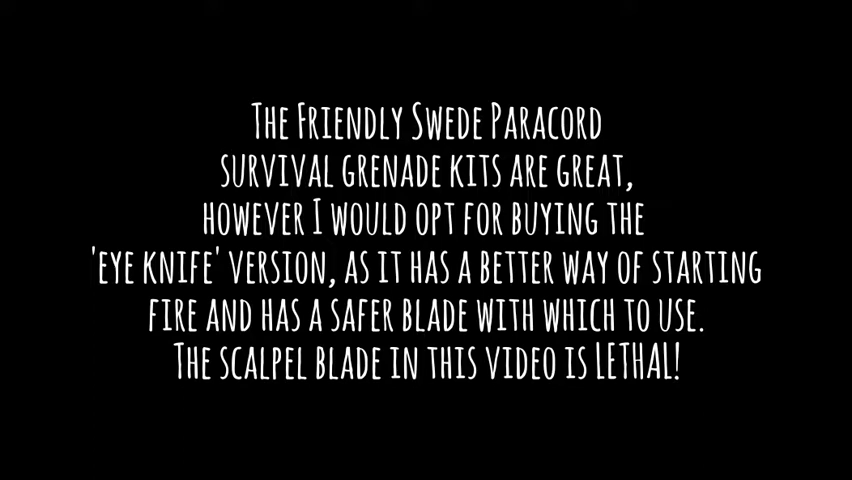 The Friendly Swede Paracord
survival grenade kits are great,
however I would opt for buying the
'eye knife' version, as it has a better way of starting
fire and has a safer blade with which to use.
The scalpel blade in this video is LETHAL!